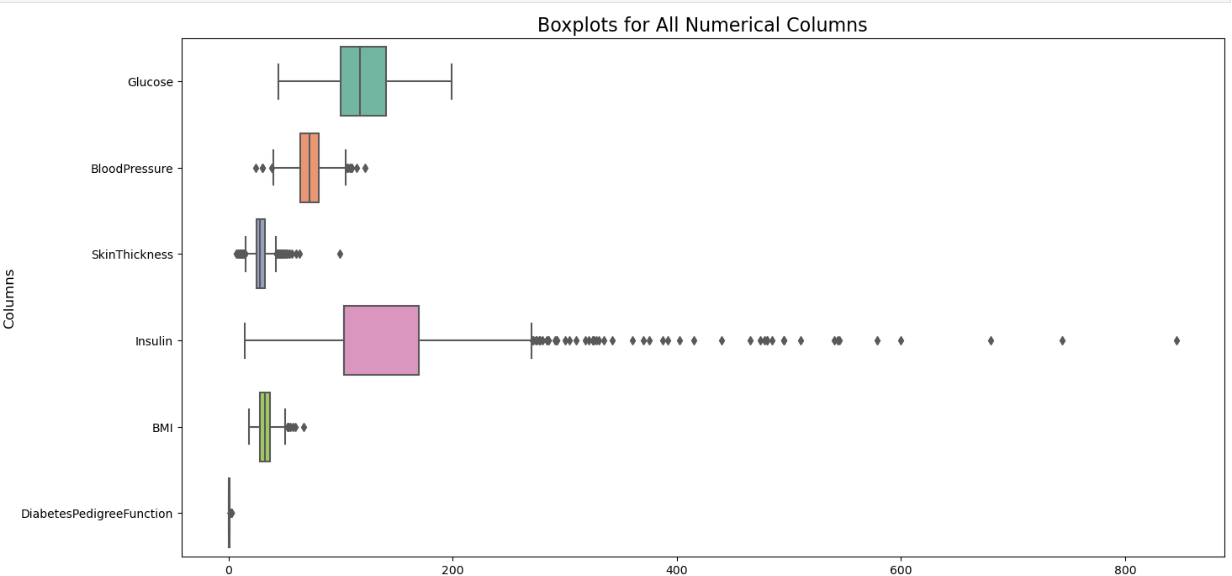 Boxplots for All Numerical Columns
Columns
Glucose
BloodPressure
SkinThickness
Insulin
BMI
DiabetesPedigreeFunction
0 200 400 600 800